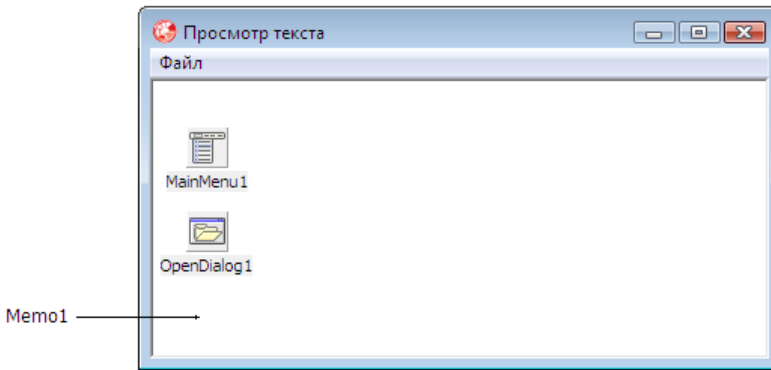 Просмотр текста
Файл
MainMenu1
OpenDialog1
Memo1